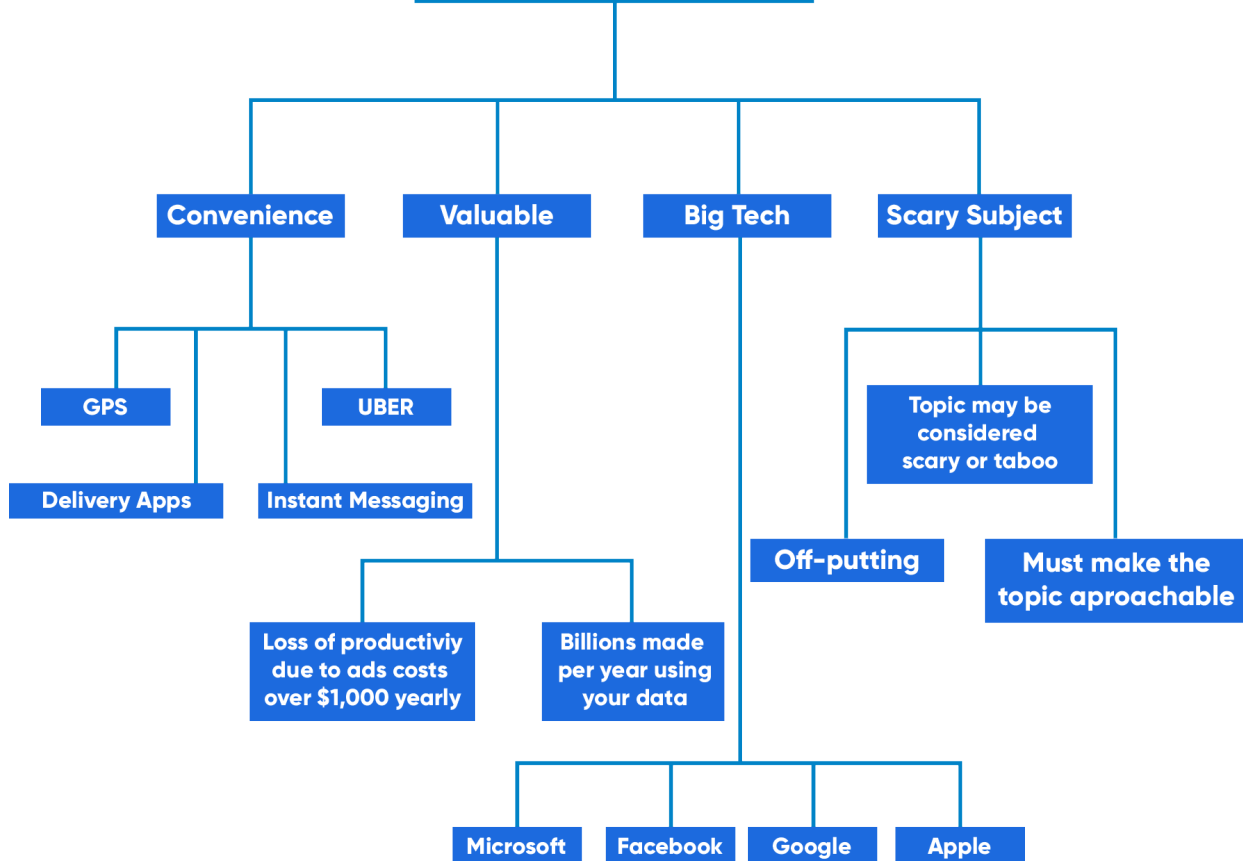 Convenience
Valuable
Big Tech
Scary Subject
GPS
UBER
Topic may be
considered
scary or taboo
Delivery Apps
Instant Messaging
Off-putting
Must make the
topic aproachable
Loss of productiviy
due to ads costs
over $1,000 yearly
Billions made
per year using
your data
Microsoft
Facebook
Google
Apple